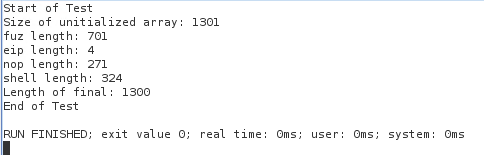 Start of Test
Size of unitialized array: 1301
fuz length: 701
eip length: 4
nop length: 271
shell length: 324
Length of final: 1300
End of Test
RUN FINISHED; exit value 0; real time: 0ms; user: 0ms; system: 0ms